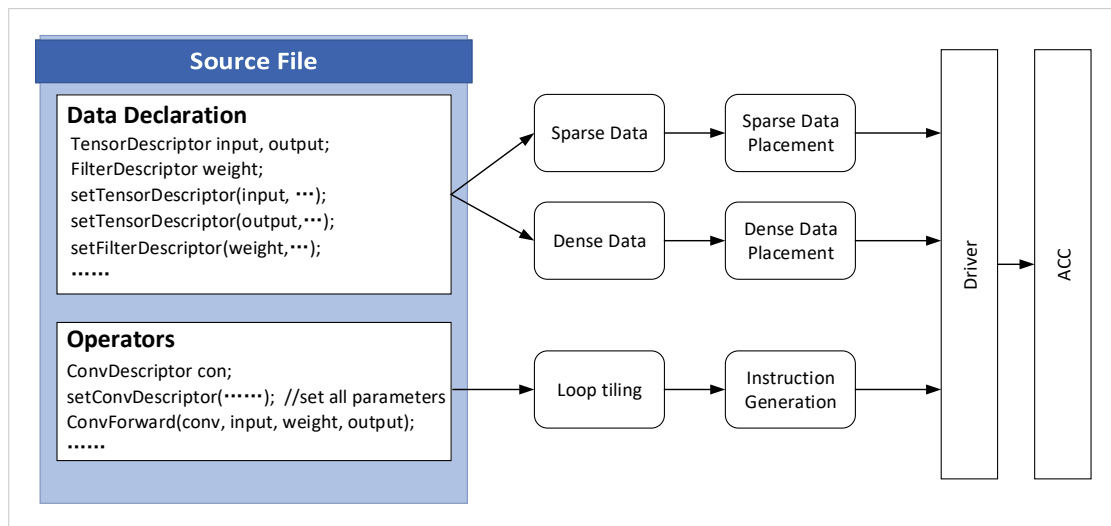 Source File
Data Declaration
TensorDescriptor input, output;
FilterDescriptor weight;
setTensorDescriptor(input, ···);
setTensorDescriptor(output,···);
setFilterDescriptor(weight,···);
······
Operators
ConvDescriptor con;
setConvDescriptor(······);  //set all parameters
ConvForward(conv, input, weight, output);
······
Sparse Data
Sparse Data
Placement
Dense Data
Dense Data
Placement
Loop tiling
Instruction
Generation
Driver
ACC